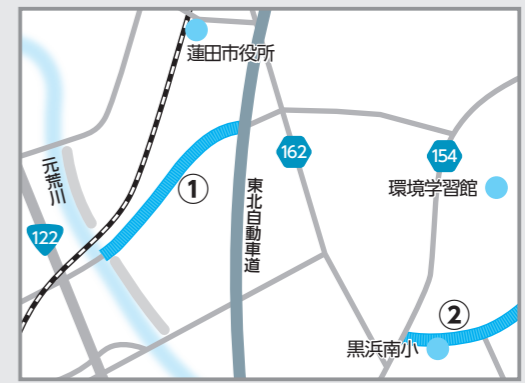 蓮田市役所
162
154
元荒川
①
東北自動車道
環境学習館
122
②
黒浜南小